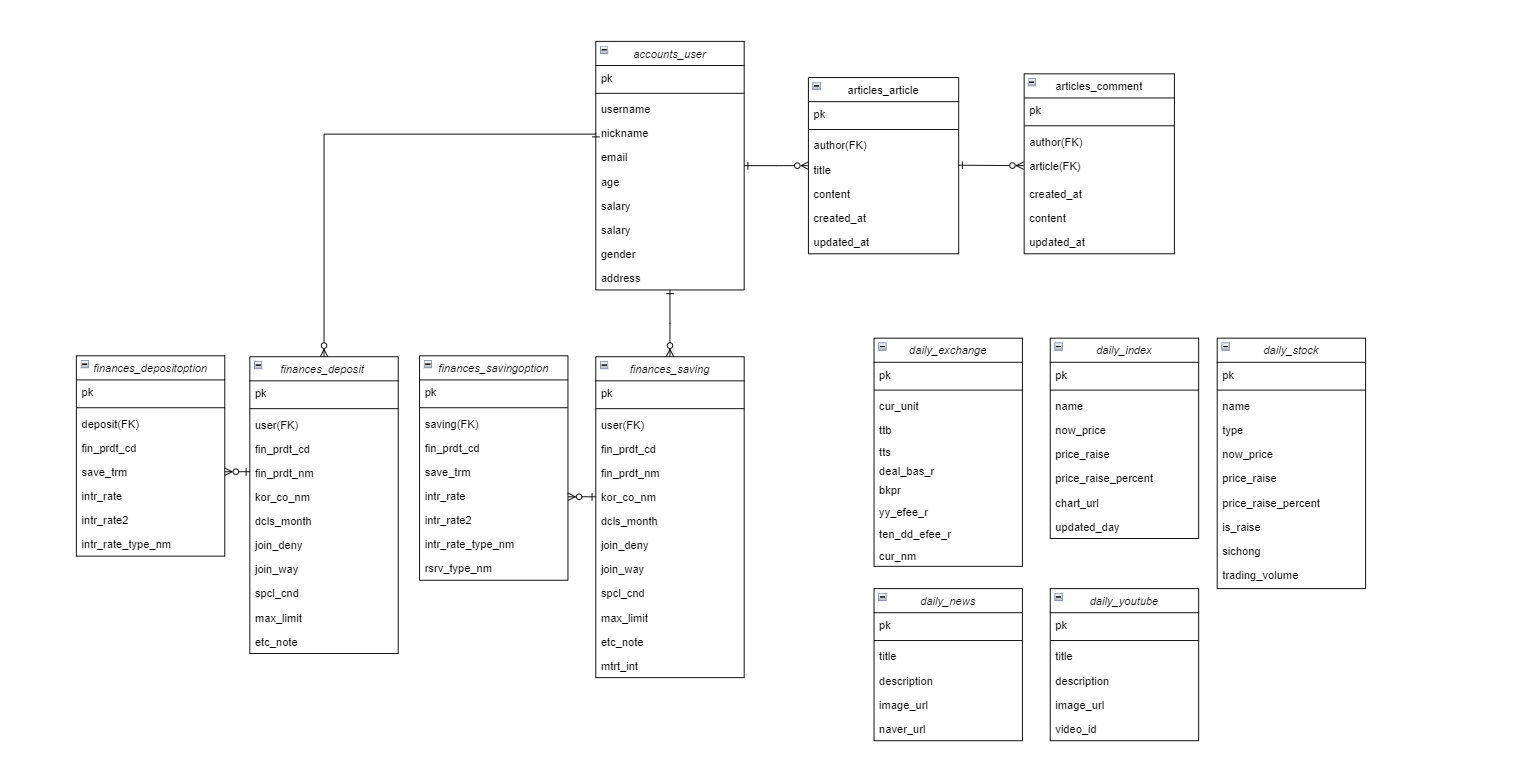 accounts_user
pk
username
nickname
email
age
salary
salary
gender
address
articles_article
pk
author(FK)
title
content
created_at
updated_at
articles_comment
pk
author(FK)
article(FK)
created_at
content
updated_at
finances_depositoption
pk
deposit(FK)
fin_prdt_cd
save_trm
intr_rate
intr_rate2
intr_rate_type_nm
finances_deposit
pk
user(FK)
fin_prdt_cd
fin_prdt_nm
kor_co_nm
dcls_month
join_deny
join_way
spcl_cnd
max_limit
etc_note
finances_savingoption
pk
saving(FK)
fin_prdt_cd
save_trm
intr_rate
intr_rate2
intr_rate_type_nm
rsrv_type_nm
finances_saving
pk
user(FK)
fin_prdt_cd
fin_prdt_nm
kor_co_nm
dcls_month
join_deny
join_way
spcl_cnd
max_limit
etc_note
mtrt_int
daily_exchange
pk
cur_unit
ttb
tts
deal_bas_r
bkpr
yy_efee_r
ten_dd_efee_r
cur_nm
daily_index
pk
name
now_price
price_raise
price_raise_percent
chart_url
updated_day
daily_stock
pk
name
type
now_price
price_raise
price_raise_percent
is_raise
sichong
trading_volume
daily_news
pk
title
description
image_url
naver_url
daily_youtube
pk
title
description
image_url
video_id